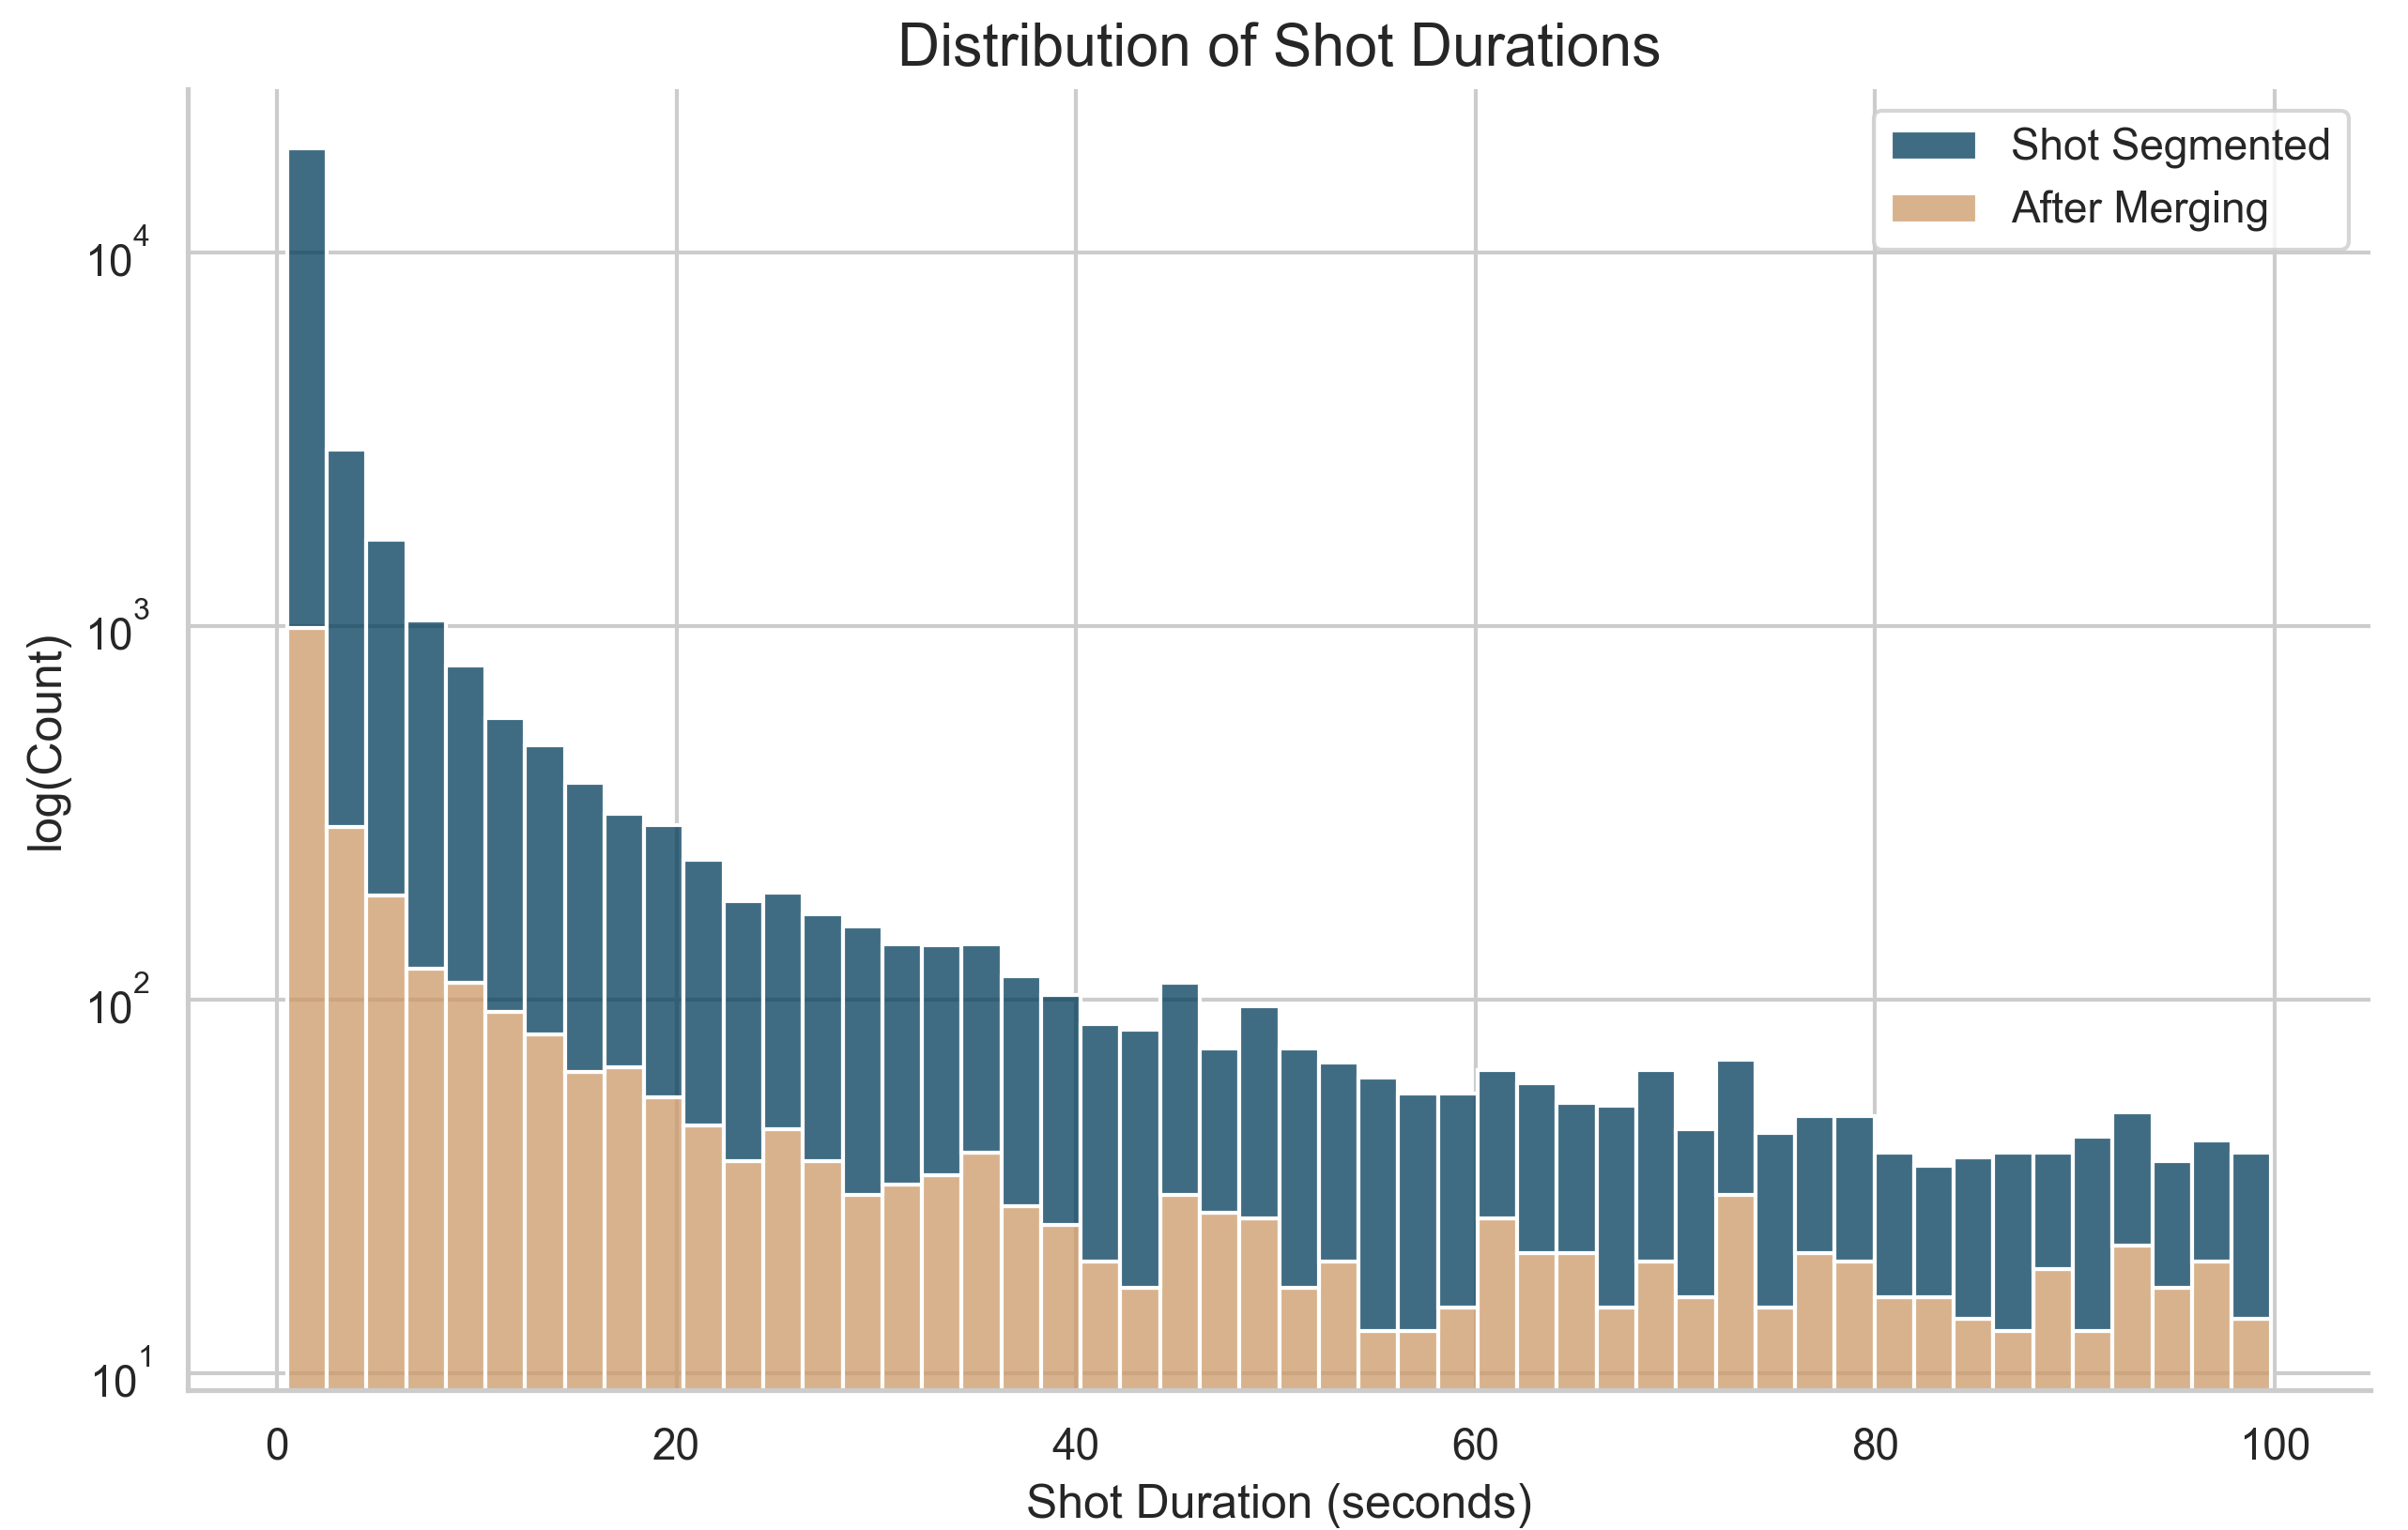 Distribution of Shot Durations
Shot Segmented
After Merging
log(Count)
10^4
10^3
10^2
10^1
0 20 40 60 80 100
Shot Duration (seconds)